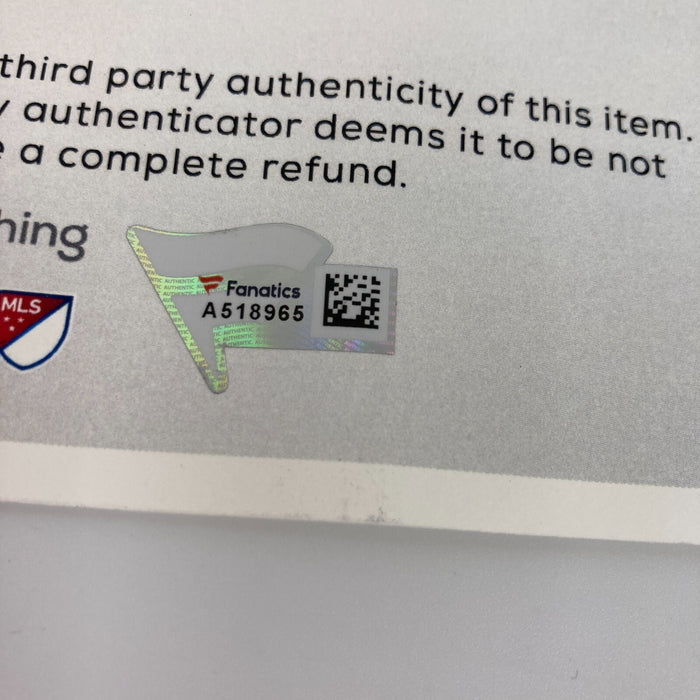 third party authenticity of this item.
authenticator deems it to be not
a complete refund.
hing
MLS
Fanatics
A518965